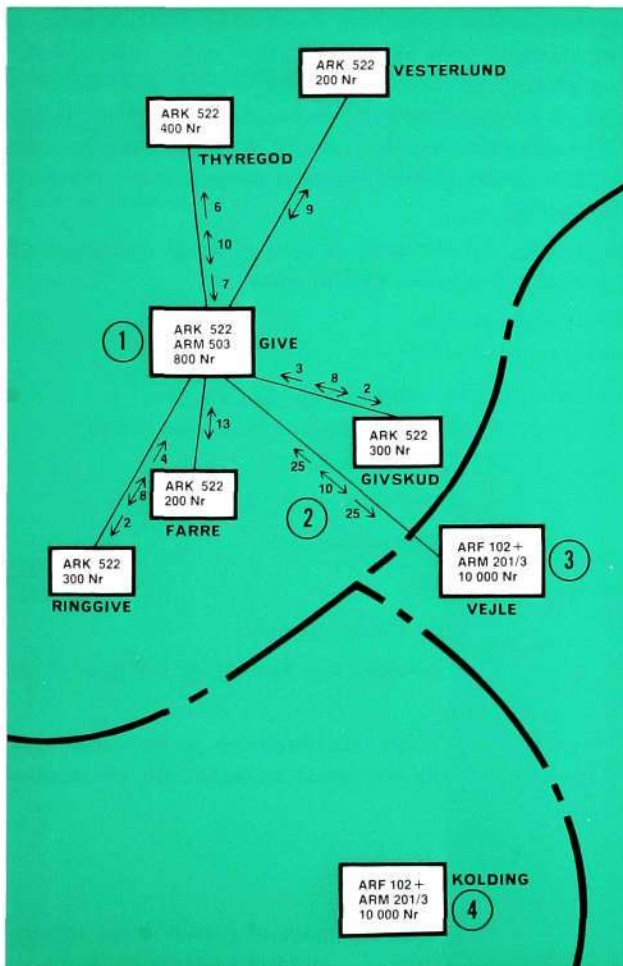 ARK 522
200 Nr
VESTERLUND
ARK 522
400 Nr
THYREGOD
6
10
7
9
1
ARK 522
ARM 503
800 Nr
GIVE
3
8
2
ARK 522
300 Nr
GIVSKUD
13
4
8
2
ARK 522
200 Nr
FARRE
25
10
25
2
ARK 522
300 Nr
RINGGIVE
ARF 102 +
ARM 201/3
10 000 Nr
3
VEJLE
ARF 102 +
ARM 201/3
10 000 Nr
KOLDING
4